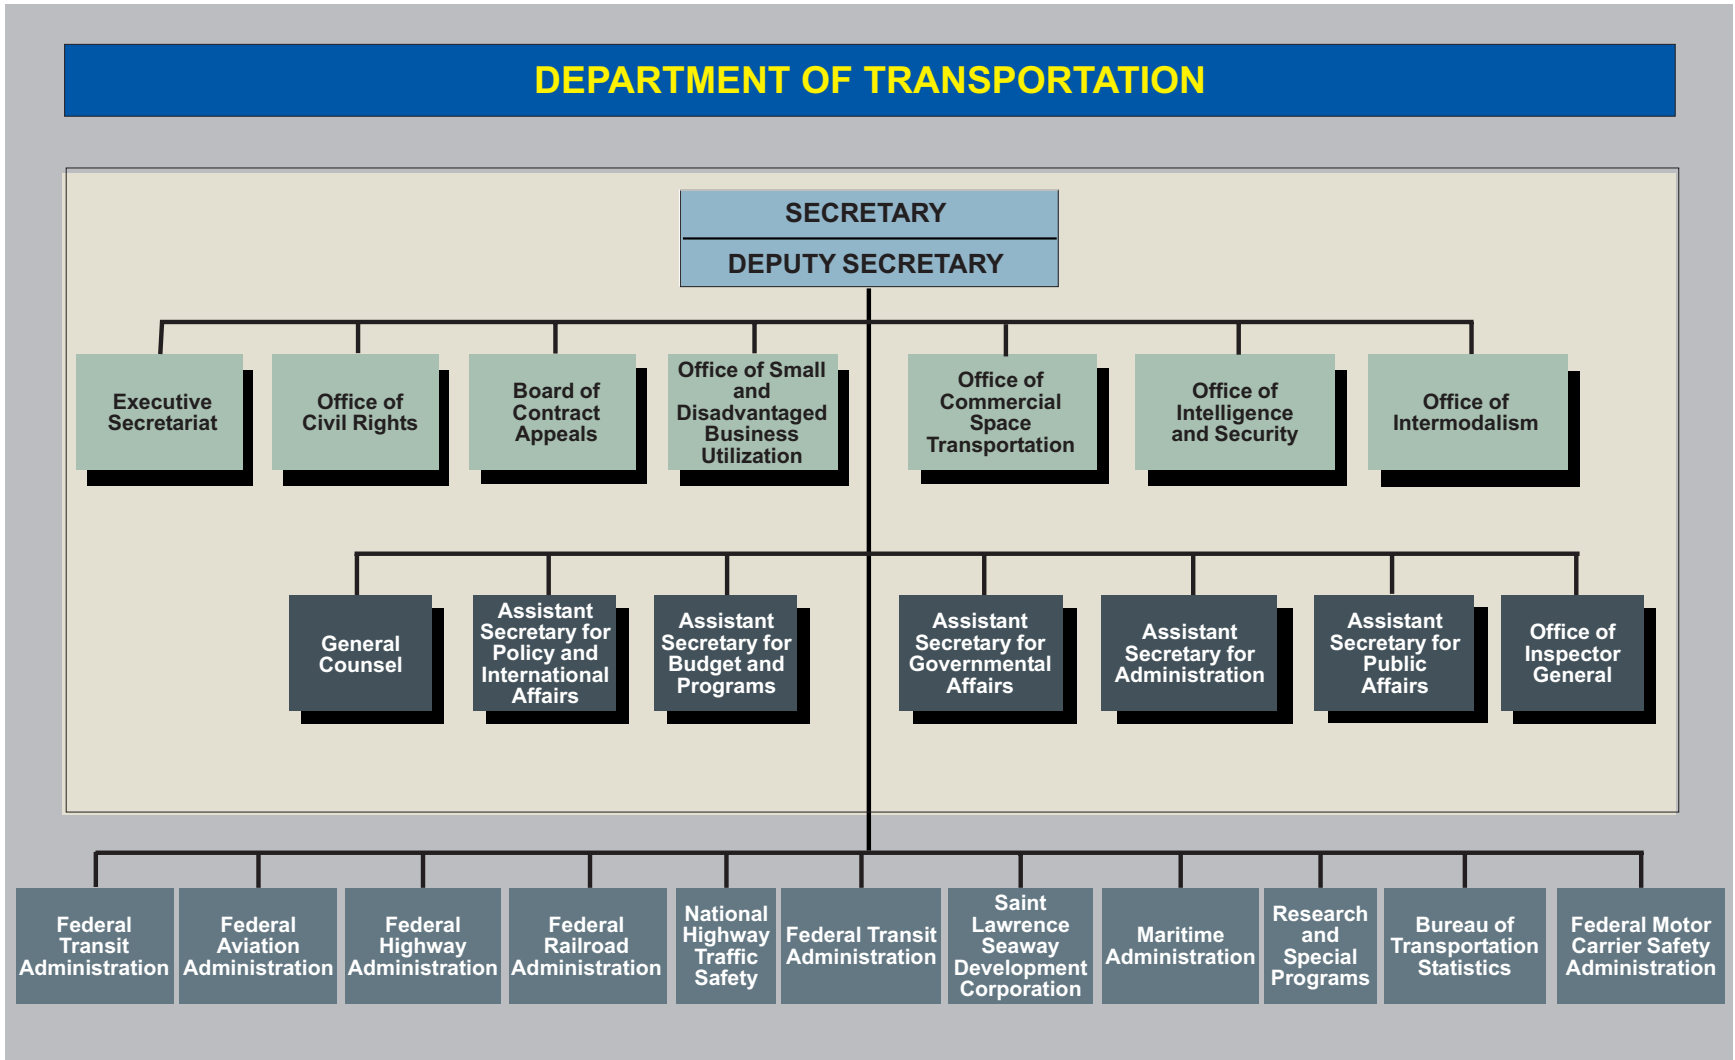 DEPARTMENT OF TRANSPORTATION
SECRETARY
DEPUTY SECRETARY
Executive
Secretariat
Office of
Civil Rights
Board of
Contract
Appeals
Office of Small
and
Disadvantaged
Business
Utilization
Office of
Commercial
Space
Transportation
Office of
Intelligence
and Security
Office of
Intermodalism
General
Counsel
Assistant
Secretary for
Policy and
International
Affairs
Assistant
Secretary for
Budget and
Programs
Assistant
Secretary for
Governmental
Affairs
Assistant
Secretary for
Administration
Assistant
Secretary for
Public
Affairs
Office of
Inspector
General
Federal
Transit
Administration
Federal
Aviation
Administration
Federal
Highway
Administration
Federal
Railroad
Administration
National
Highway
Traffic
Safety
Federal Transit
Administration
Saint
Lawrence
Seaway
Development
Corporation
Maritime
Administration
Research
and
Special
Programs
Bureau of
Transportation
Statistics
Federal Motor
Carrier Safety
Administration